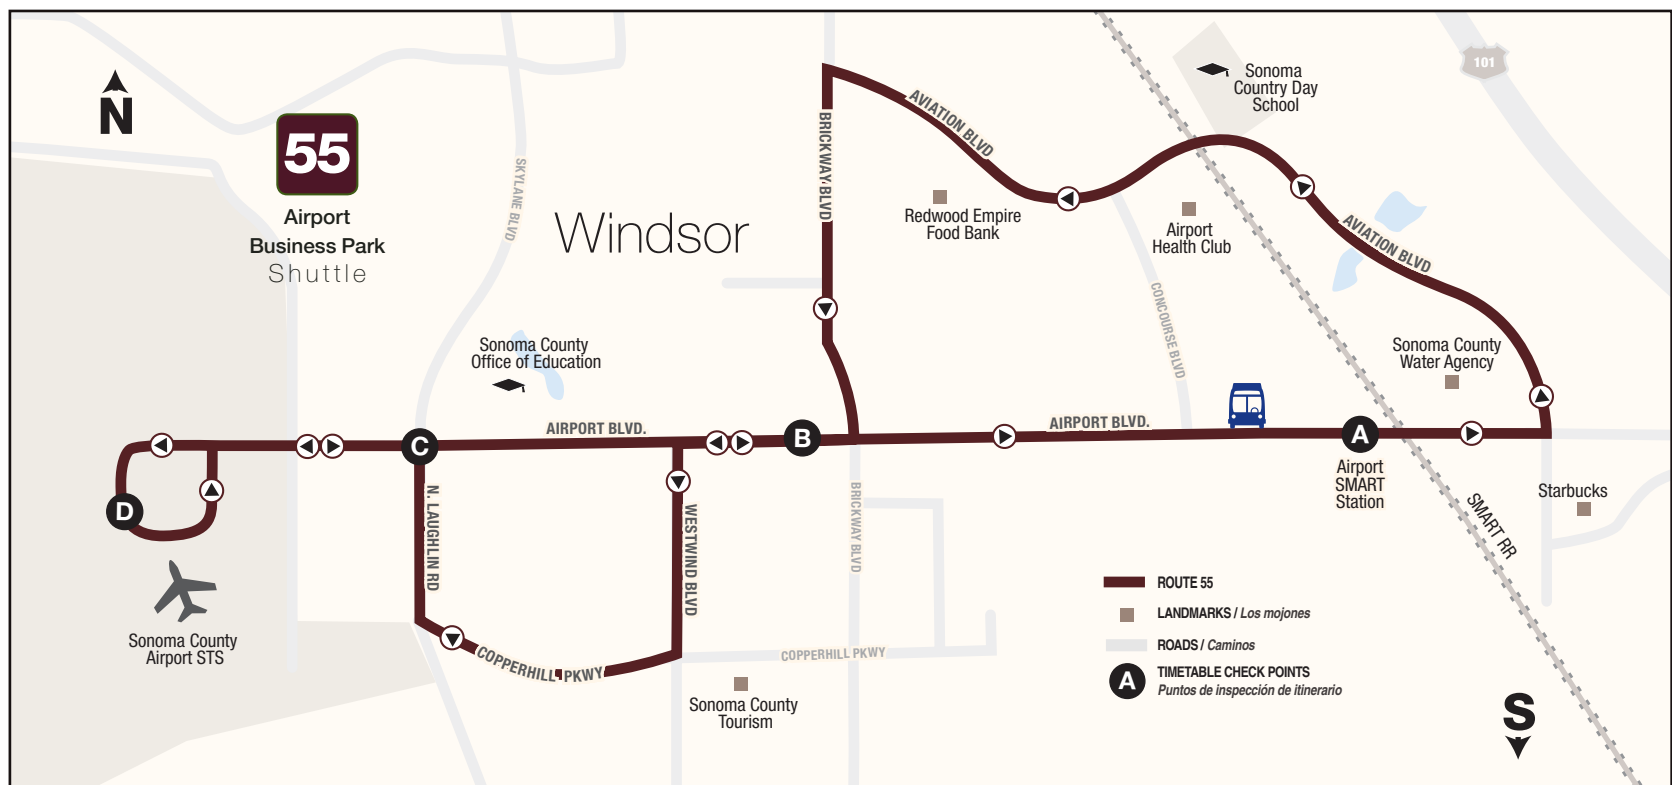 N
55
Airport
Business Park
Shuttle
Windsor
SKYLANE BLVD
BRICKWAY BLVD
AVIATION BLVD
Sonoma
Country Day
School
101
Redwood Empire
Food Bank
Airport
Health Club
AVIATION BLVD
CONCOURSE BLVD
Sonoma County
Office of Education
Sonoma County
Water Agency
AIRPORT BLVD.
AIRPORT BLVD.
D
C
B
A
Airport
SMART
Station
Starbucks
SMART RR
N. LAUGHLIN RD
WESTWIND BLVD
BRICKWAY BLVD
COPPERHILL PKWY
COPPERHILL PKWY
Sonoma County
Airport STS
Sonoma County
Tourism
ROUTE 55
LANDMARKS / Los mojones
ROADS / Caminos
A
TIMETABLE CHECK POINTS
Puntos de inspección de itinerario
S